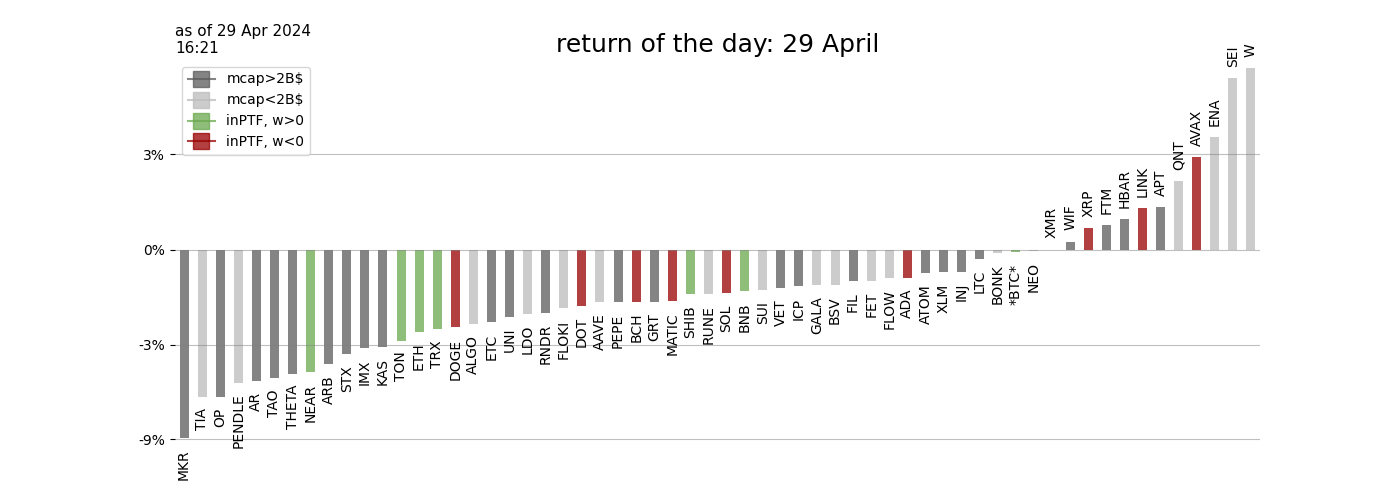 as of 29 Apr 2024
16:21
return of the day: 29 April
mcap>2B$
mcap<2B$
inPTF, w>0
inPTF, w<0
3%
0%
-3%
-9%
MKR
TIA
OP
PENDLE
AR
TAO
THETA
NEAR
ARB
STX
IMX
KAS
TON
ETH
TRX
DOGE
ALGO
ETC
UNI
LDO
RNDR
FLOKI
DOT
AAVE
PEPE
BCH
GRT
MATIC
SHIB
RUNE
SOL
BNB
SUI
VET
ICP
GALA
BSV
FIL
FET
FLOW
ADA
ATOM
XLM
INJ
LTC
BONK
*BTC*
NEO
XMR
WIF
XRP
FTM
HBAR
LINK
APT
QNT
AVAX
ENA
SEI
W